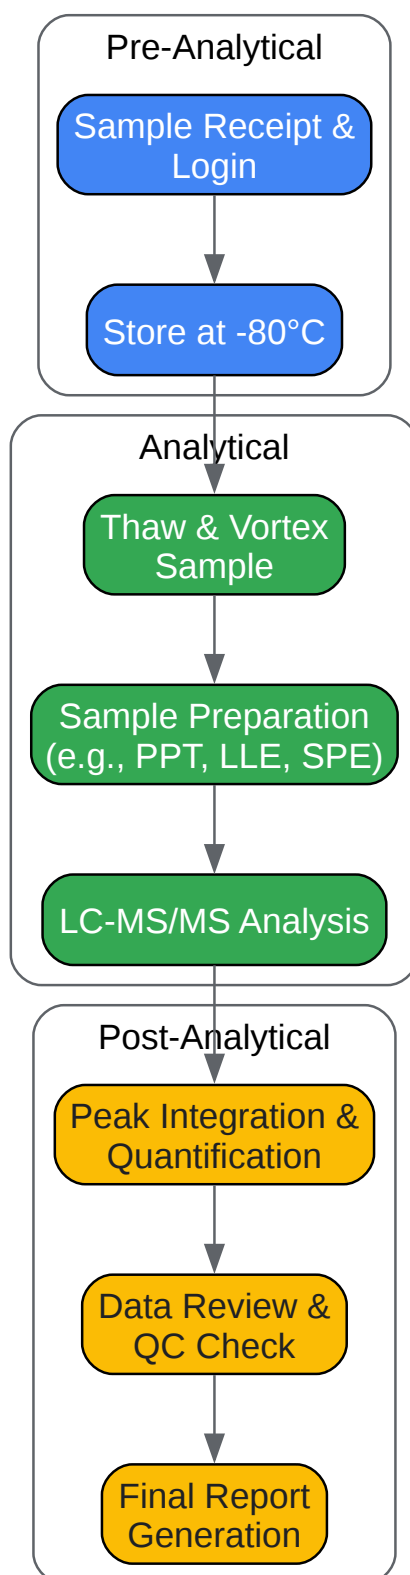 Pre-Analytical
Sample Receipt &
Login
Store at -80°C
Analytical
Thaw & Vortex
Sample
Sample Preparation
(e.g., PPT, LLE, SPE)
LC-MS/MS Analysis
Post-Analytical
Peak Integration &
Quantification
Data Review &
QC Check
Final Report
Generation